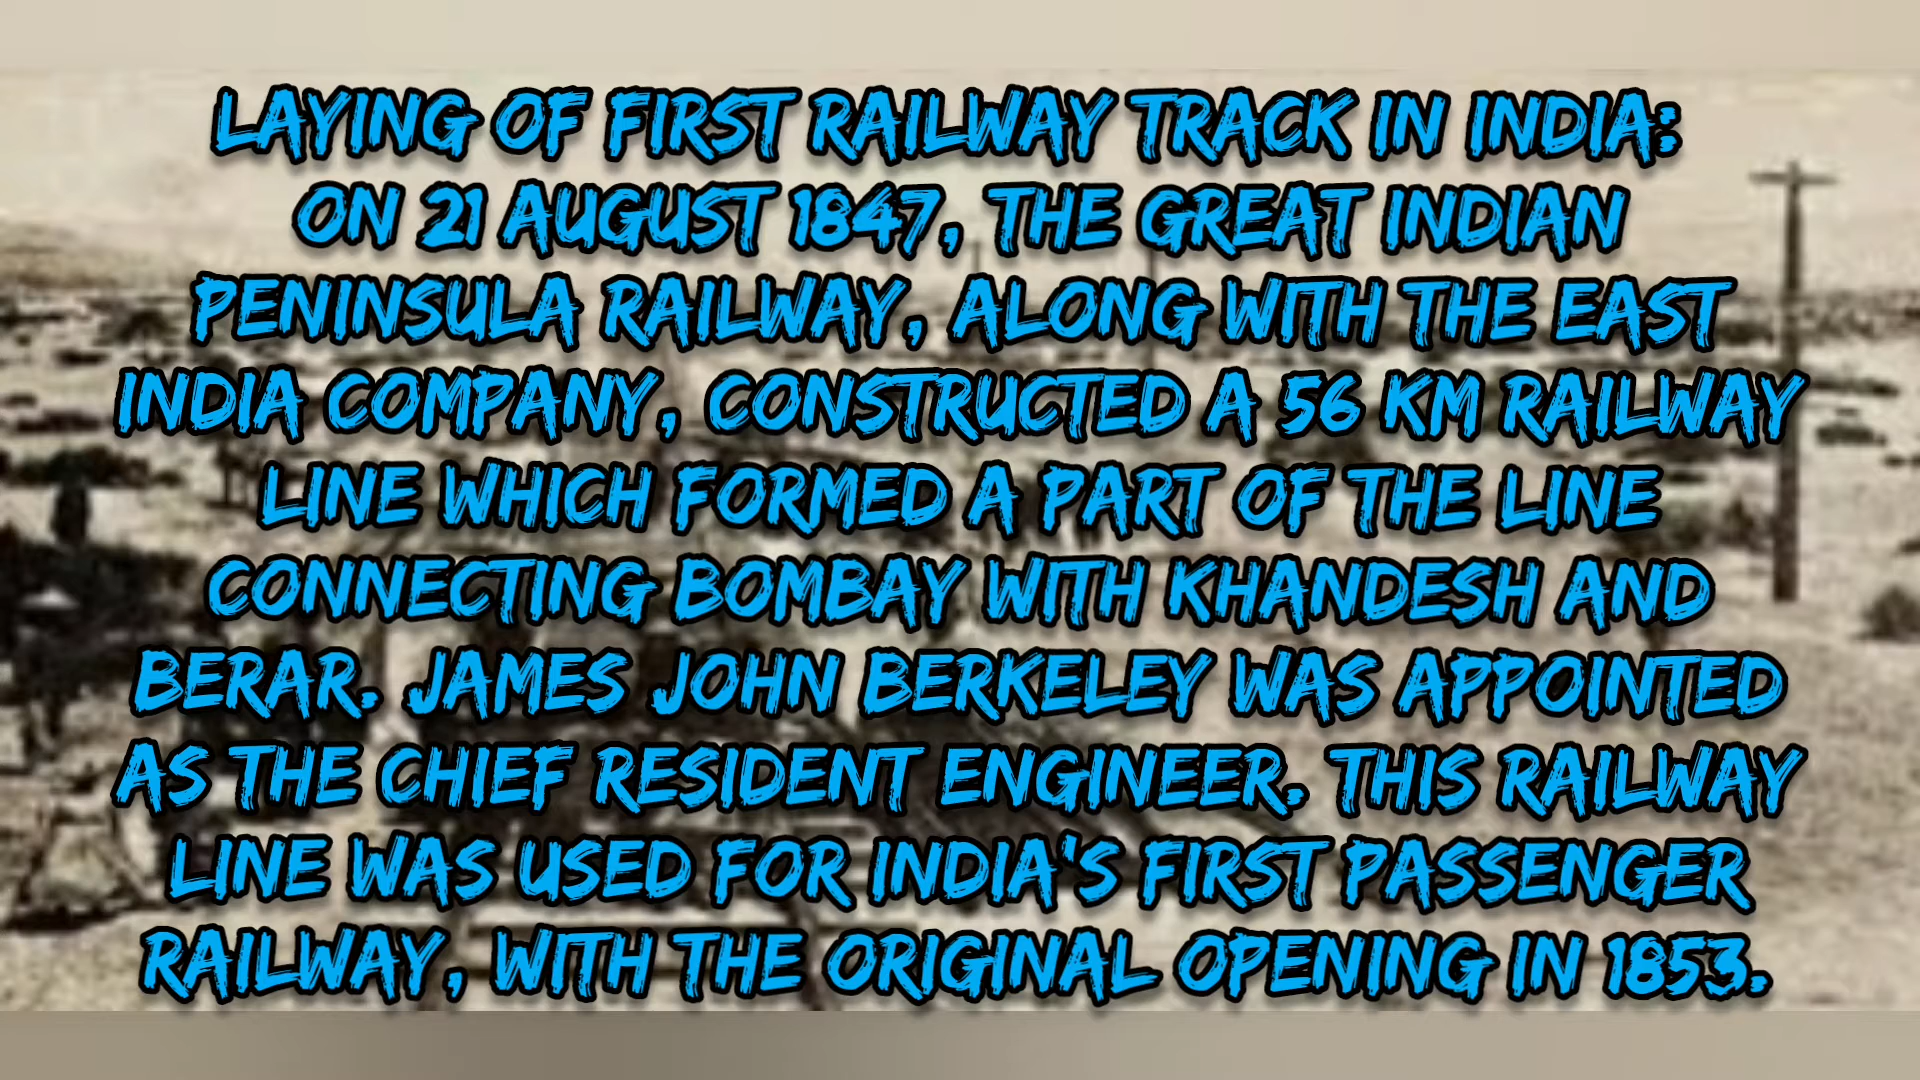 LAYING OF FIRST RAILWAY TRACK IN INDIA:
ON 21 AUGUST 1847, THE GREAT INDIAN
PENINSULA RAILWAY, ALONG WITH THE EAST
INDIA COMPANY, CONSTRUCTED A 56 KM RAILWAY
LINE WHICH FORMED A PART OF THE LINE
CONNECTING BOMBAY WITH KHANDESH AND
BERAR. JAMES JOHN BERKELEY WAS APPOINTED
AS THE CHIEF RESIDENT ENGINEER. THIS RAILWAY
LINE WAS USED FOR INDIA'S FIRST PASSENGER
RAILWAY, WITH THE ORIGINAL OPENING IN 1853.